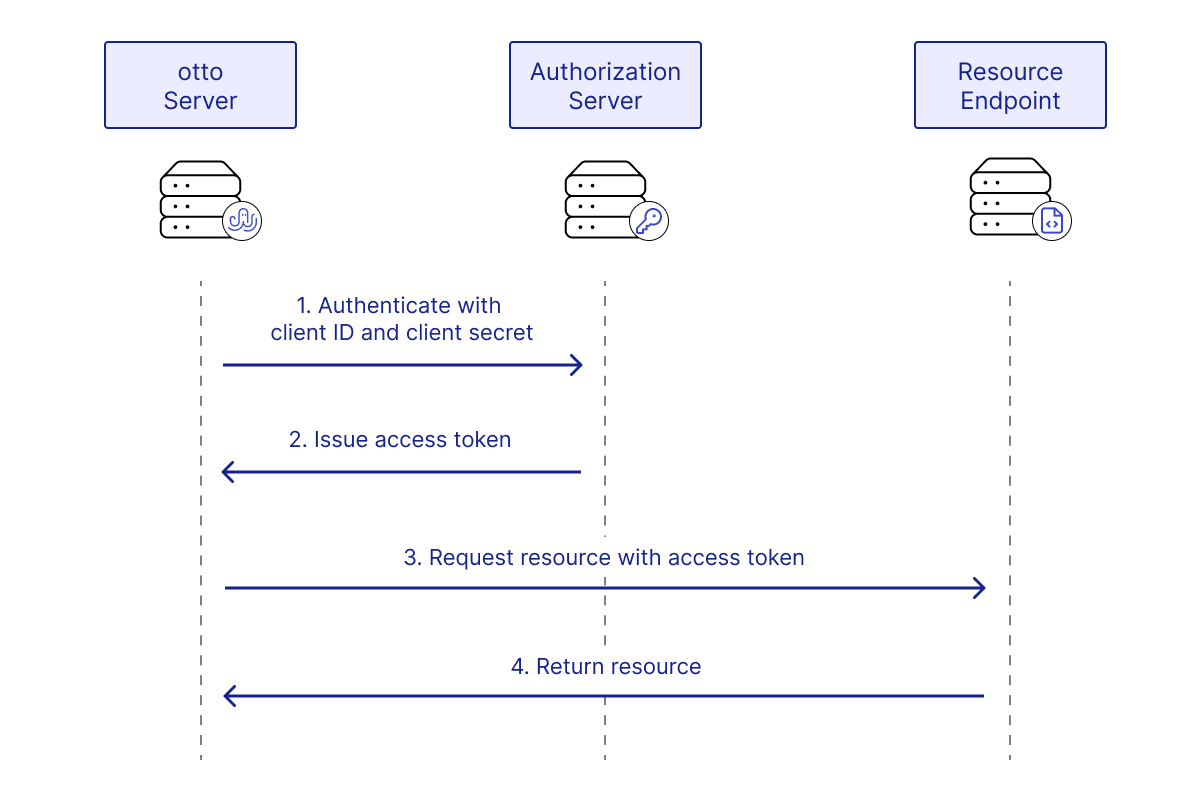 otto
Server
Authorization
Server
Resource
Endpoint
1. Authenticate with
client ID and client secret
2. Issue access token
3. Request resource with access token
4. Return resource